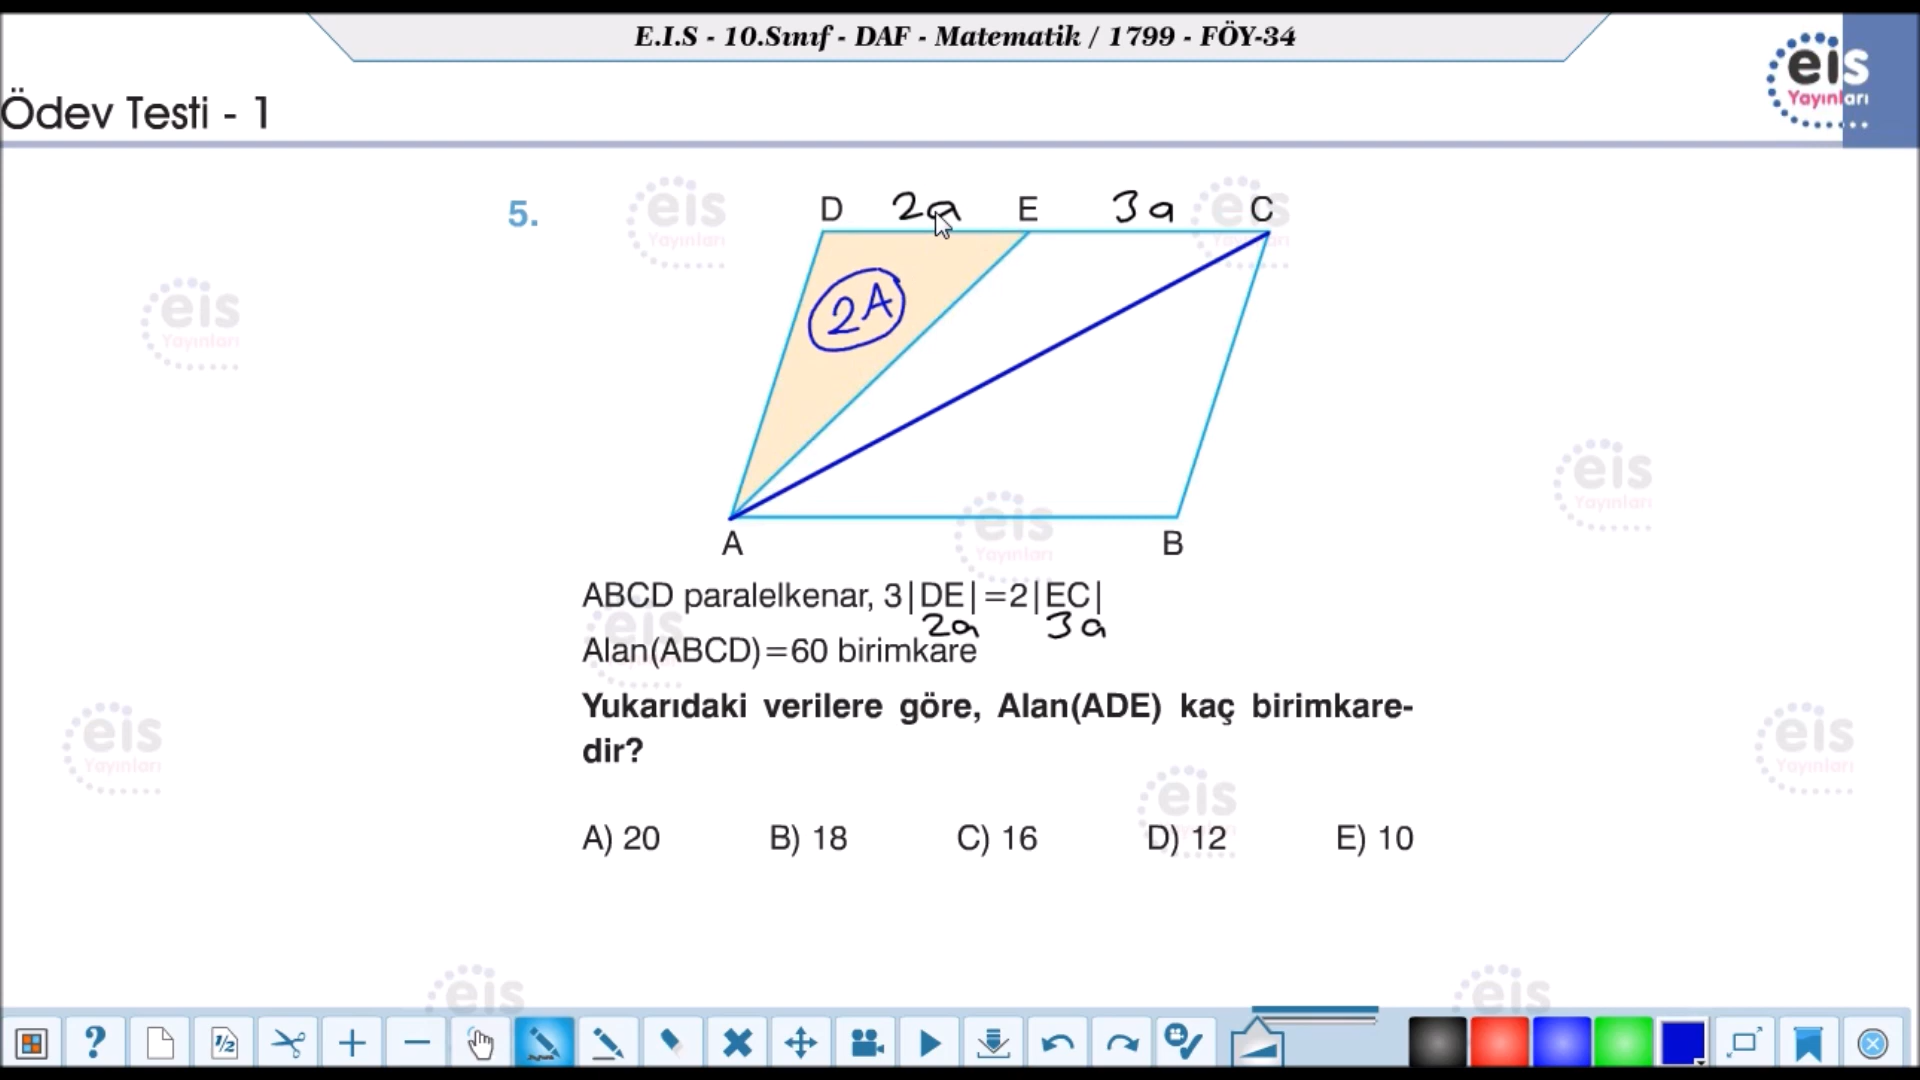 E.I.S - 10.Sınıf - DAF - Matematik / 1799 - FÖY-34
eis
Yayınları
Ödev Testi - 1
5.
D 2a E 3a C
2A
A B
ABCD paralelkenar, 3|DE|=2|EC|
2a 3a
Alan(ABCD)=60 birimkare
Yukarıdaki verilere göre, Alan(ADE) kaç birimkare-
dir?
A) 20 B) 18 C) 16 D) 12 E) 10